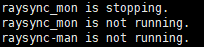 raysync_mon is stopping.
raysync_mon is not running.
raysync-man is not running.